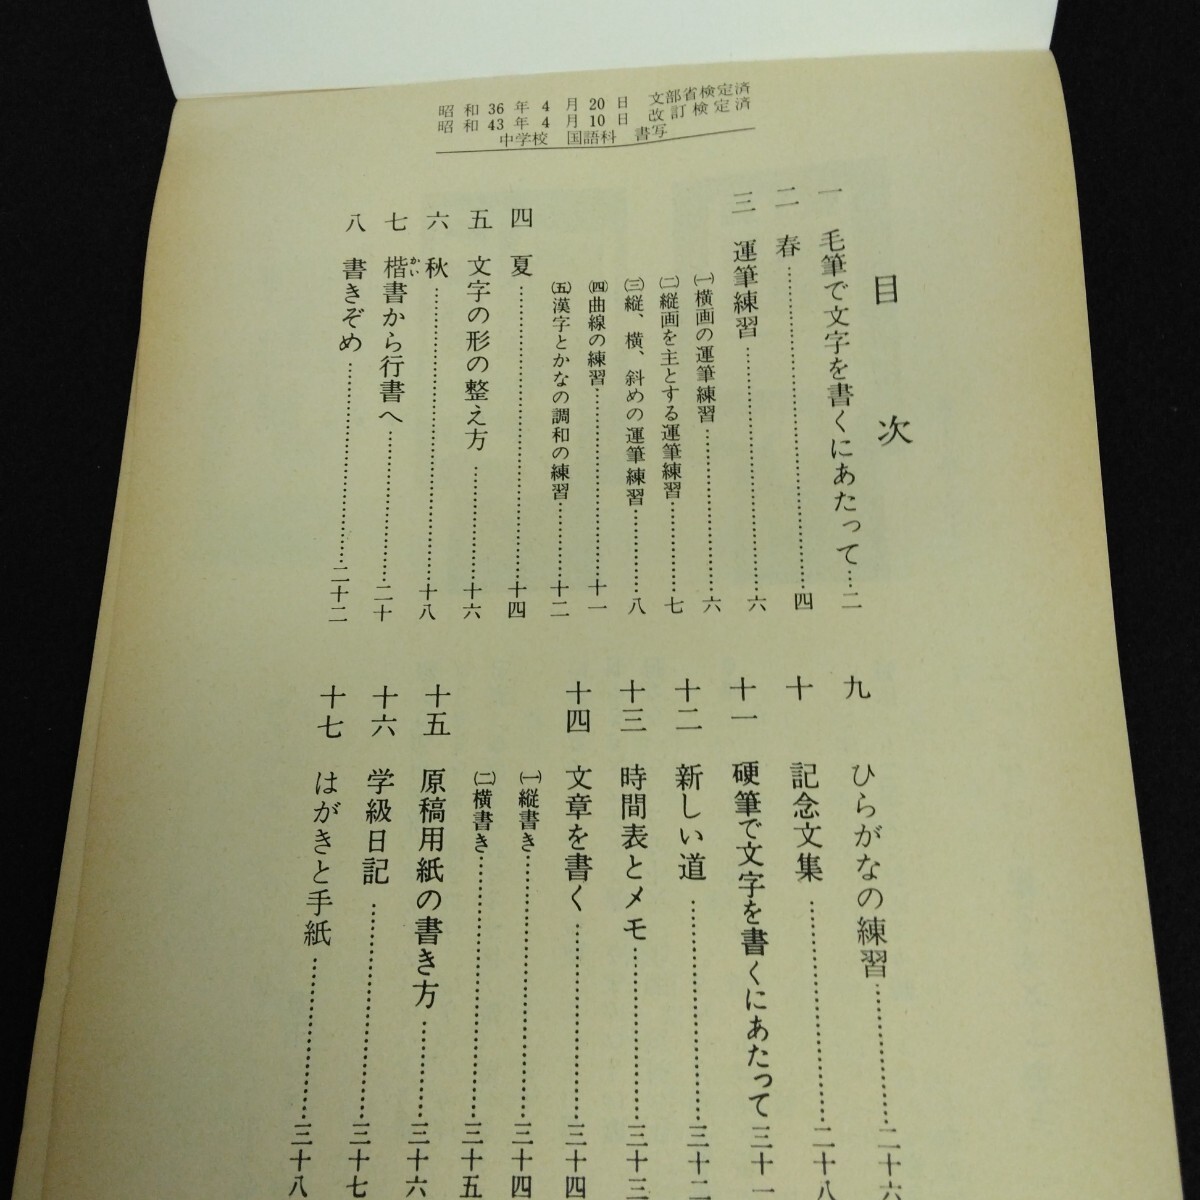 昭和36年4月20日 文部省検定済
昭和43年4月10日 改訂検定済
中学校 国語科 書写
目次
一 毛筆で文字を書くにあたって…二
二 春…四
三 運筆練習…六
㈠横画の運筆練習…六
㈡縦画を主とする運筆練習…七
㈢縦、横、斜めの運筆練習…八
㈣曲線の練習…十一
㈤漢字とかなの調和の練習…十二
四 夏…十四
五 文字の形の整え方…十六
六 秋…十八
七 楷書から行書へ…二十
かい
八 書きぞめ…二十二
九 ひらがなの練習…二十六
十 記念文集…二十八
十一 硬筆で文字を書くにあたって…三十一
十二 新しい道…三十二
十三 時間表とメモ…三十三
十四 文章を書く…三十四
㈠縦書き…三十四
㈡横書き…三十五
十五 原稿用紙の書き方…三十六
十六 学級日記…三十七
十七 はがきと手紙…三十八